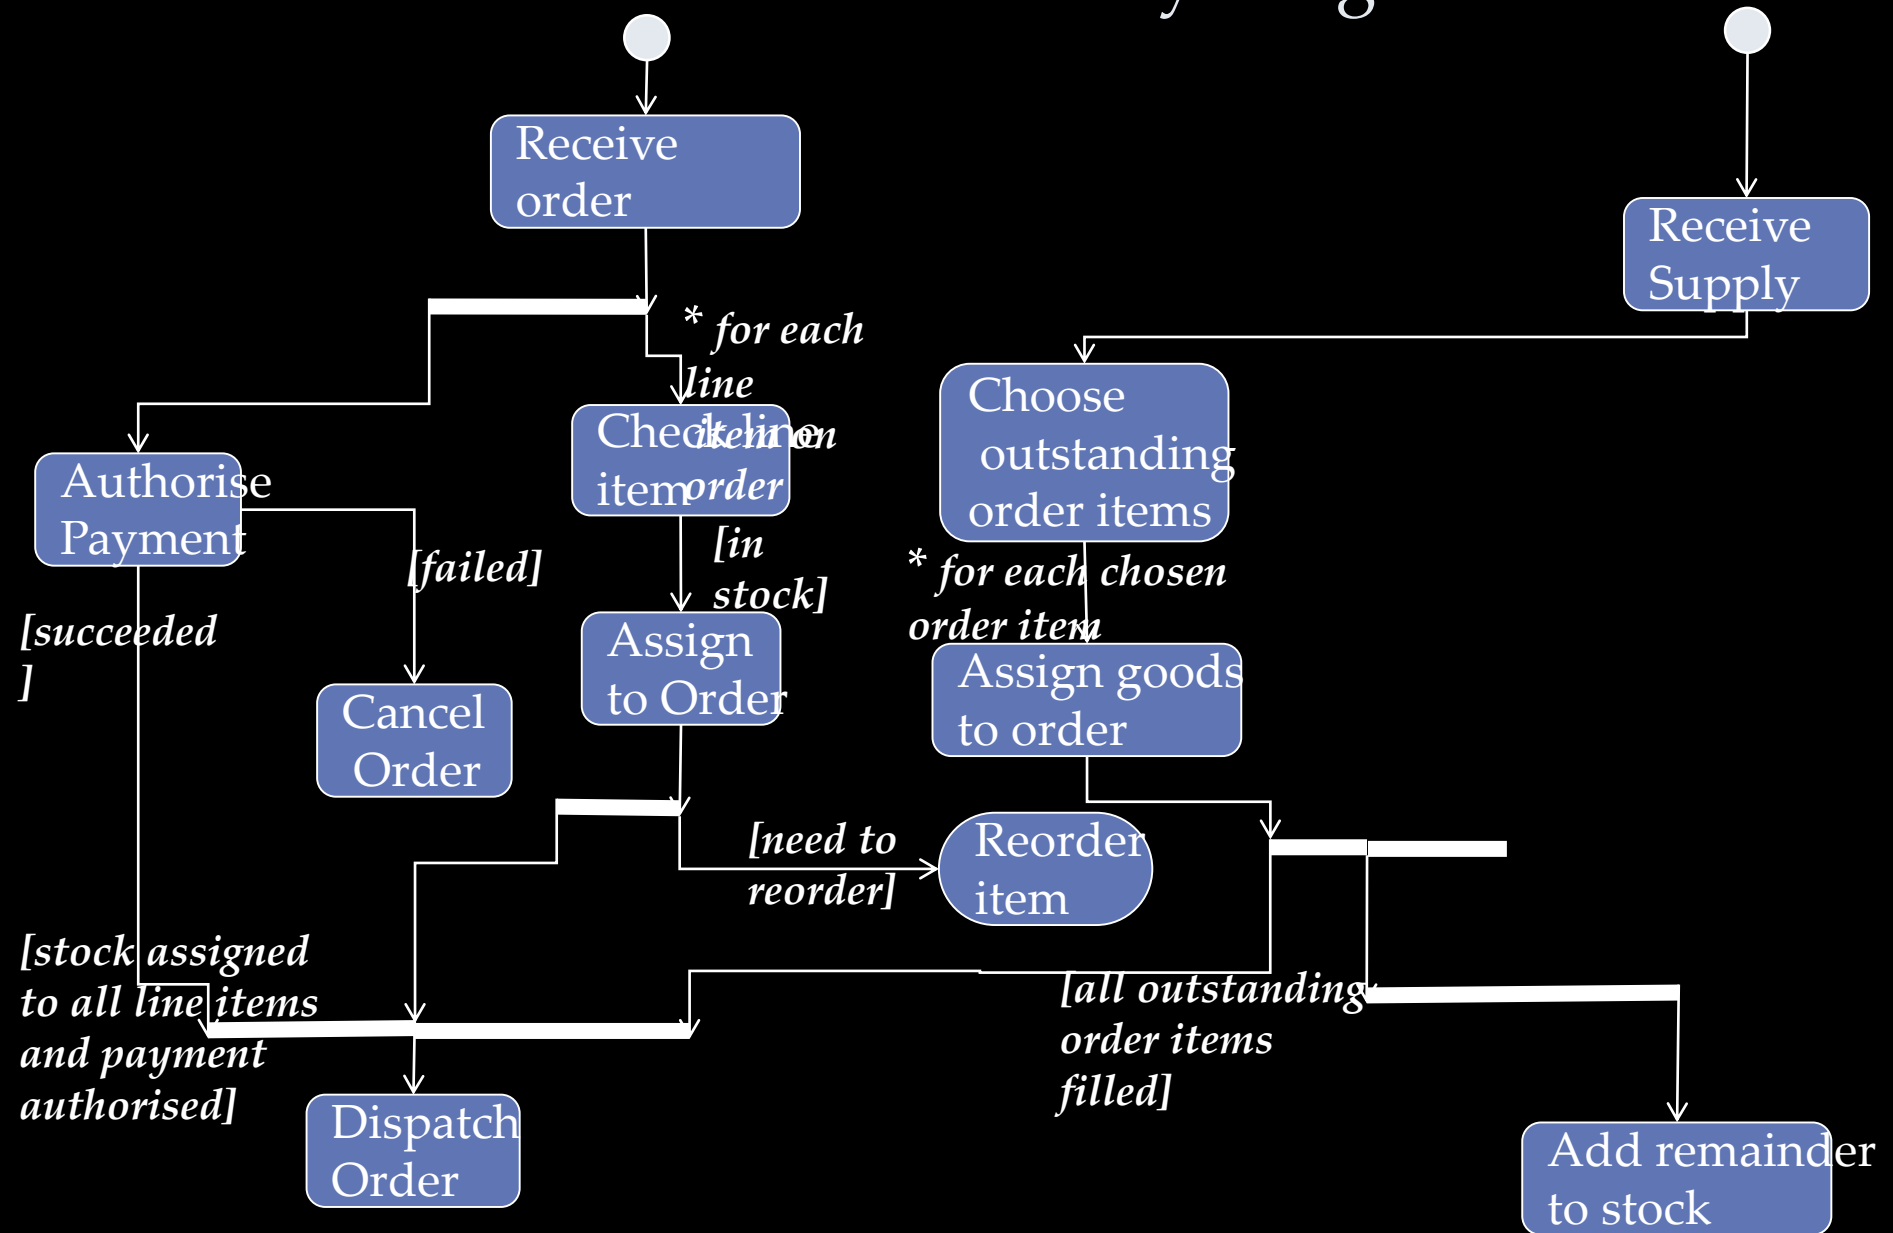 Receive
order
Receive
Supply
* for each
line
item on
order
Check line
item
Choose
outstanding
order items
Authorise
Payment
[failed]
[in
stock]
* for each chosen
order item
[succeeded
]
Assign
to Order
Assign goods
to order
Cancel
Order
[need to
reorder]
Reorder
item
[stock assigned
to all line items
and payment
authorised]
[all outstanding
order items
filled]
Dispatch
Order
Add remainder
to stock